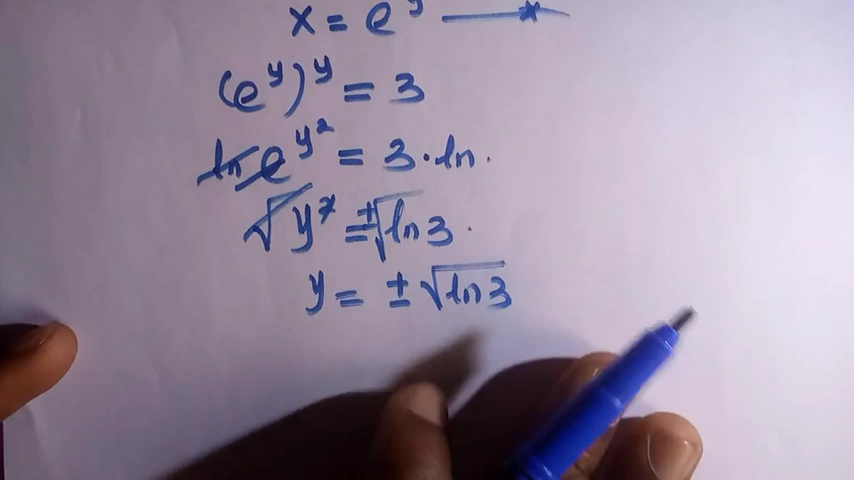 x = e^y —*
(e^y)^y = 3
ln e^y² = 3 · ln.
√y² = ±√ln 3.
y = ± √ln 3